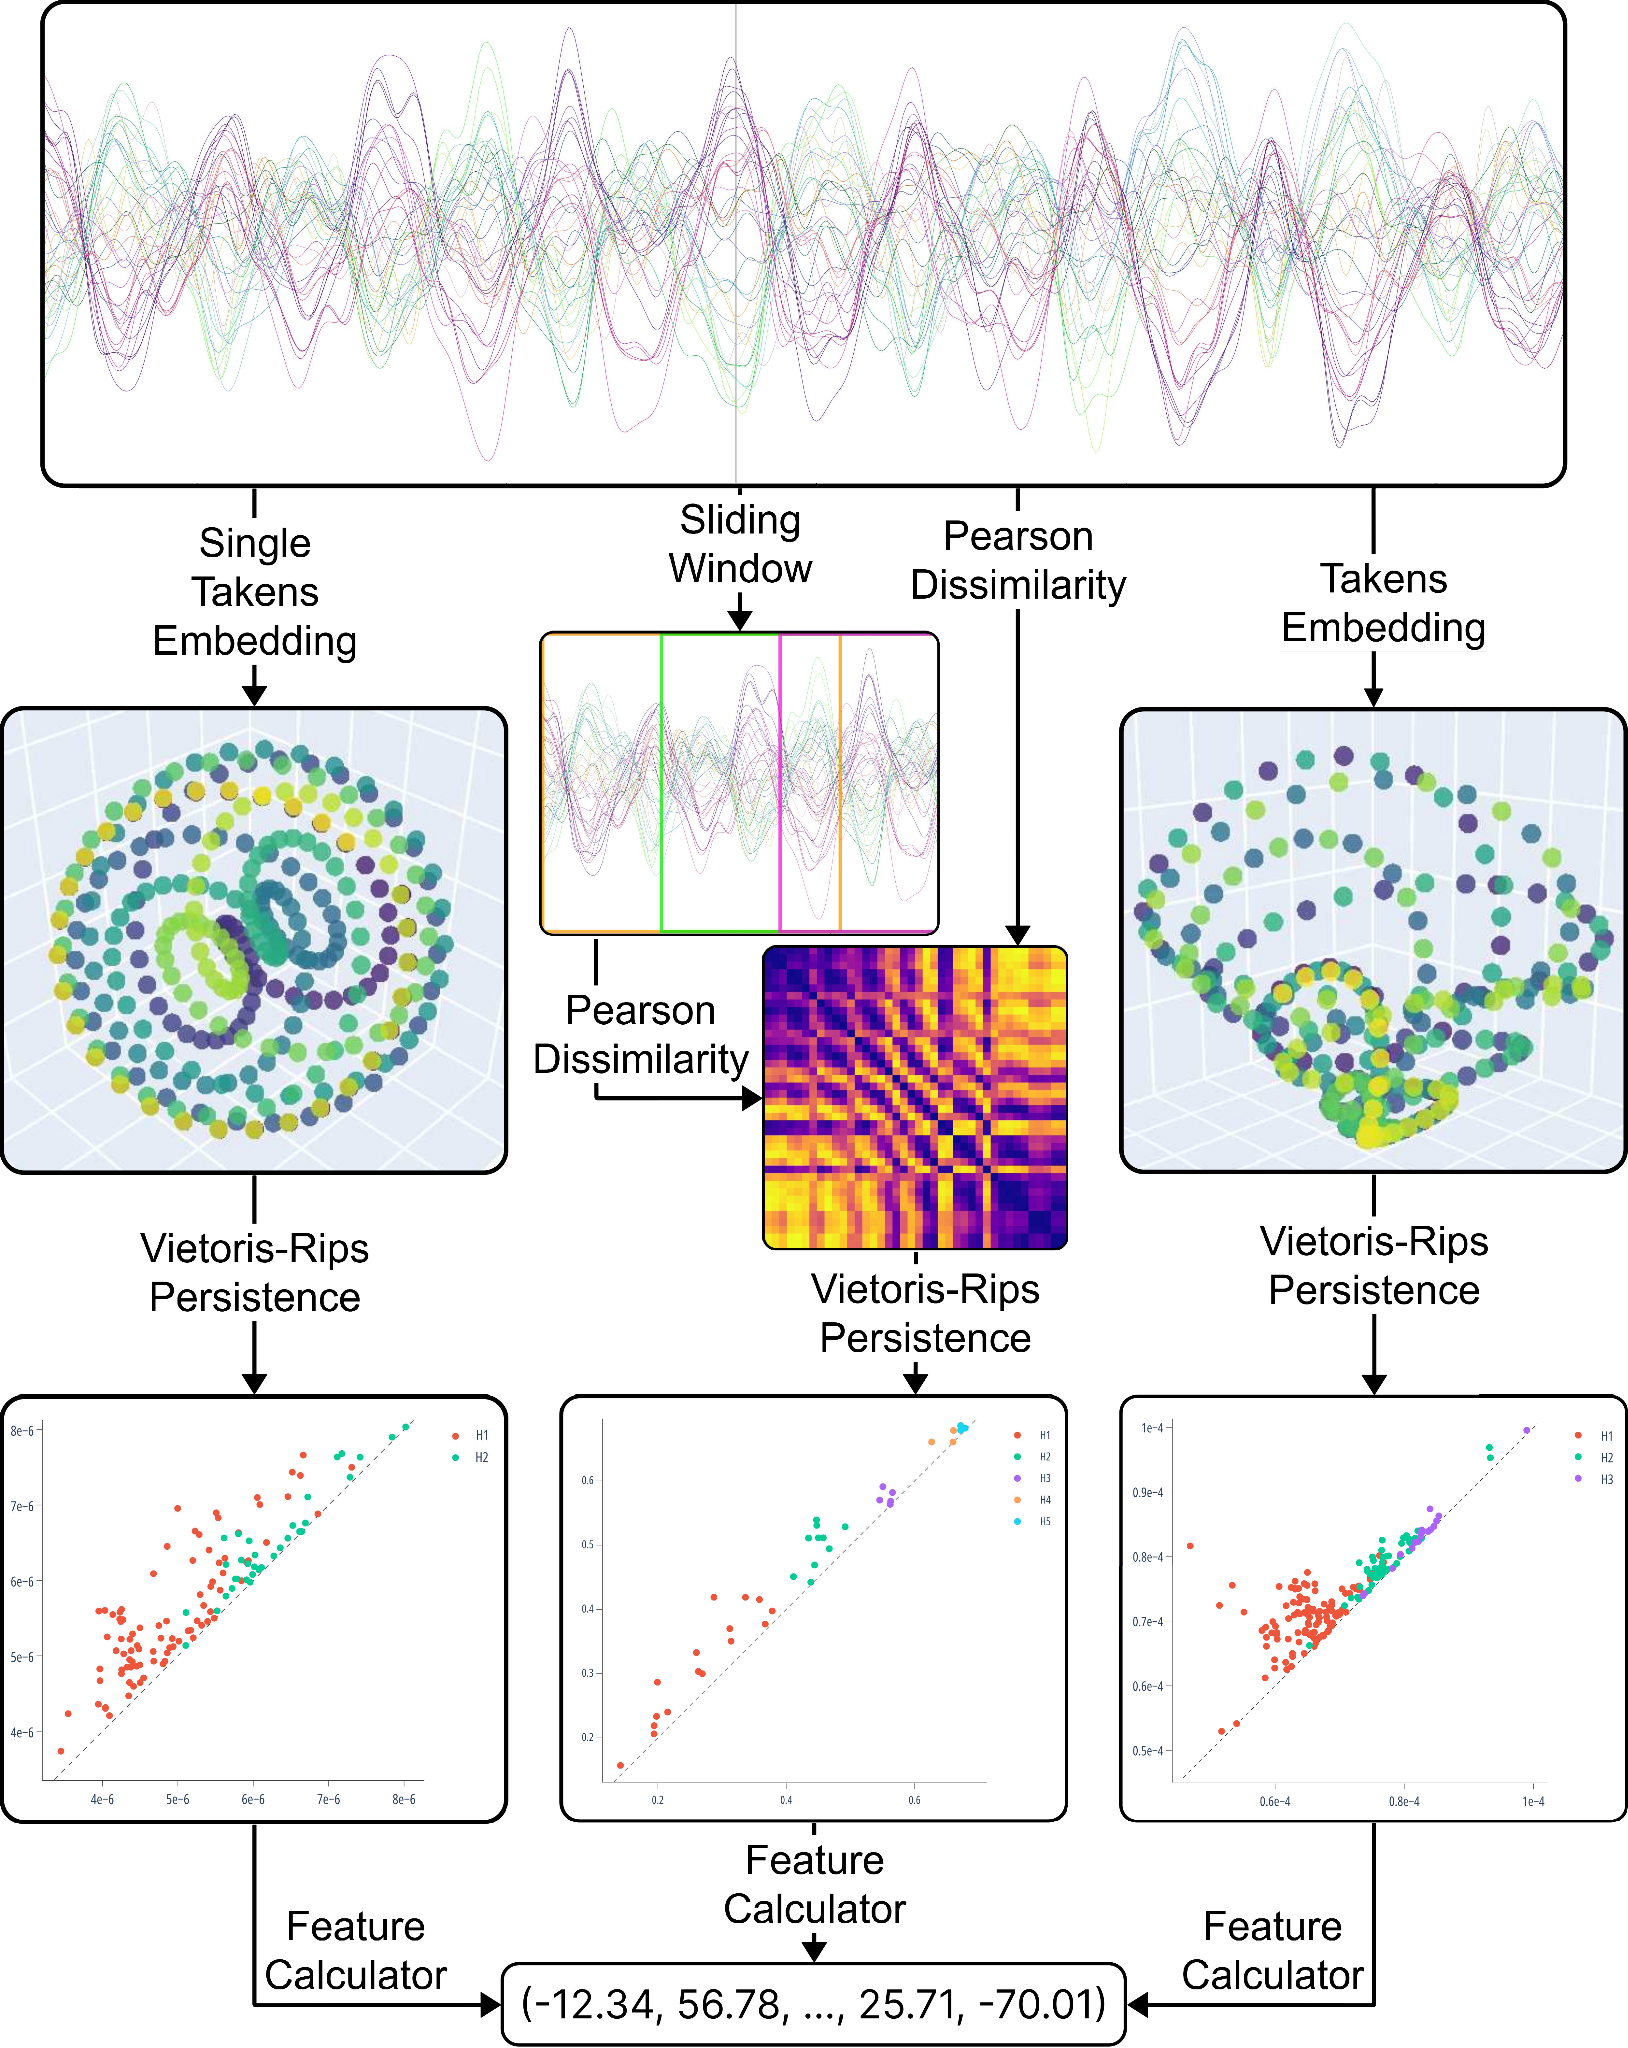 Single
Takens
Embedding
Sliding
Window
Pearson
Dissimilarity
Takens
Embedding
Pearson
Dissimilarity
Vietoris-Rips
Persistence
Vietoris-Rips
Persistence
Vietoris-Rips
Persistence
8e-6
7e-6
6e-6
5e-6
4e-6
4e-6 5e-6 6e-6 7e-6 8e-6
H1
H2
0.6
0.5
0.4
0.3
0.2
0.2 0.4 0.6
H1
H2
H3
H4
H5
1e-4
0.9e-4
0.8e-4
0.7e-4
0.6e-4
0.5e-4
0.6e-4 0.8e-4 1e-4
H1
H2
H3
Feature
Calculator
Feature
Calculator
Feature
Calculator
(-12.34, 56.78, ..., 25.71, -70.01)